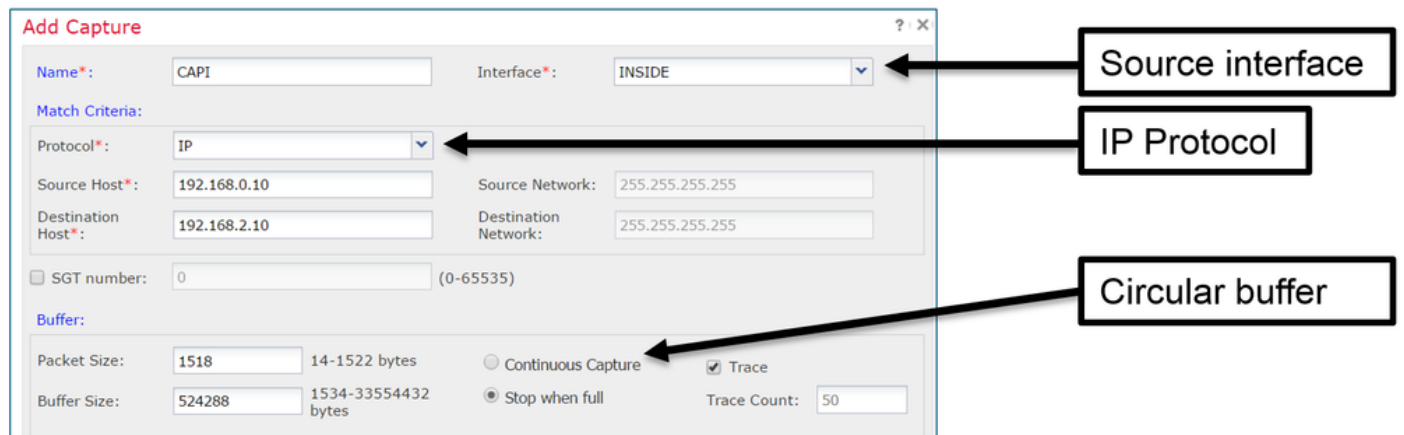 Add Capture ? X
Name*: CAPI Interface*: INSIDE
Source interface
Match Criteria:
Protocol*: IP
IP Protocol
Source Host*: 192.168.0.10 Source Network: 255.255.255.255
Destination Host*: 192.168.2.10 Destination Network: 255.255.255.255
SGT number: 0 (0-65535)
Circular buffer
Buffer:
Packet Size: 1518 14-1522 bytes Continuous Capture Trace
Buffer Size: 524288 1534-33554432 bytes Stop when full Trace Count: 50